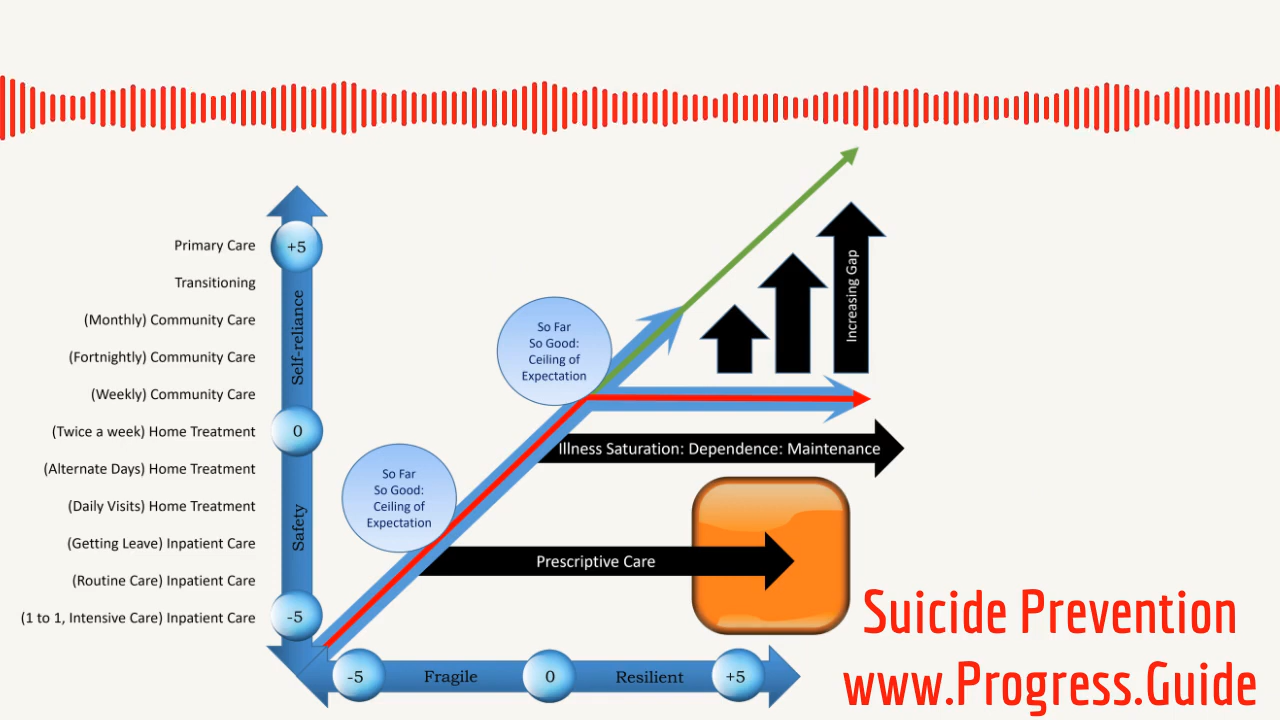 Primary Care
Transitioning
(Monthly) Community Care
(Fortnightly) Community Care
(Weekly) Community Care
(Twice a week) Home Treatment
(Alternate Days) Home Treatment
(Daily Visits) Home Treatment
(Getting Leave) Inpatient Care
(Routine Care) Inpatient Care
(1 to 1, Intensive Care) Inpatient Care
+5
Self-reliance
0
Safety
-5
-5
Fragile
0
Resilient
+5
So Far
So Good:
Ceiling of
Expectation
So Far
So Good:
Ceiling of
Expectation
Increasing Gap
Illness Saturation: Dependence: Maintenance
Prescriptive Care
Suicide Prevention
www.Progress.Guide